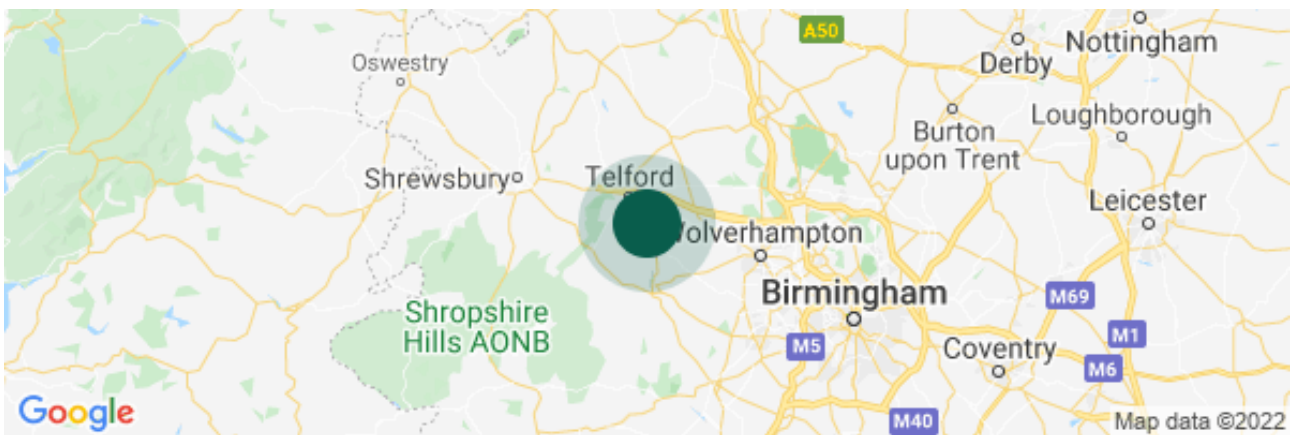 A50
Nottingham
Derby
Oswestry
Loughborough
Burton
upon Trent
Shrewsbury
Telford
Leicester
Wolverhampton
Birmingham
M69
Shropshire
Hills AONB
M5
M1
Coventry
M6
Google
M40
Map data ©2022